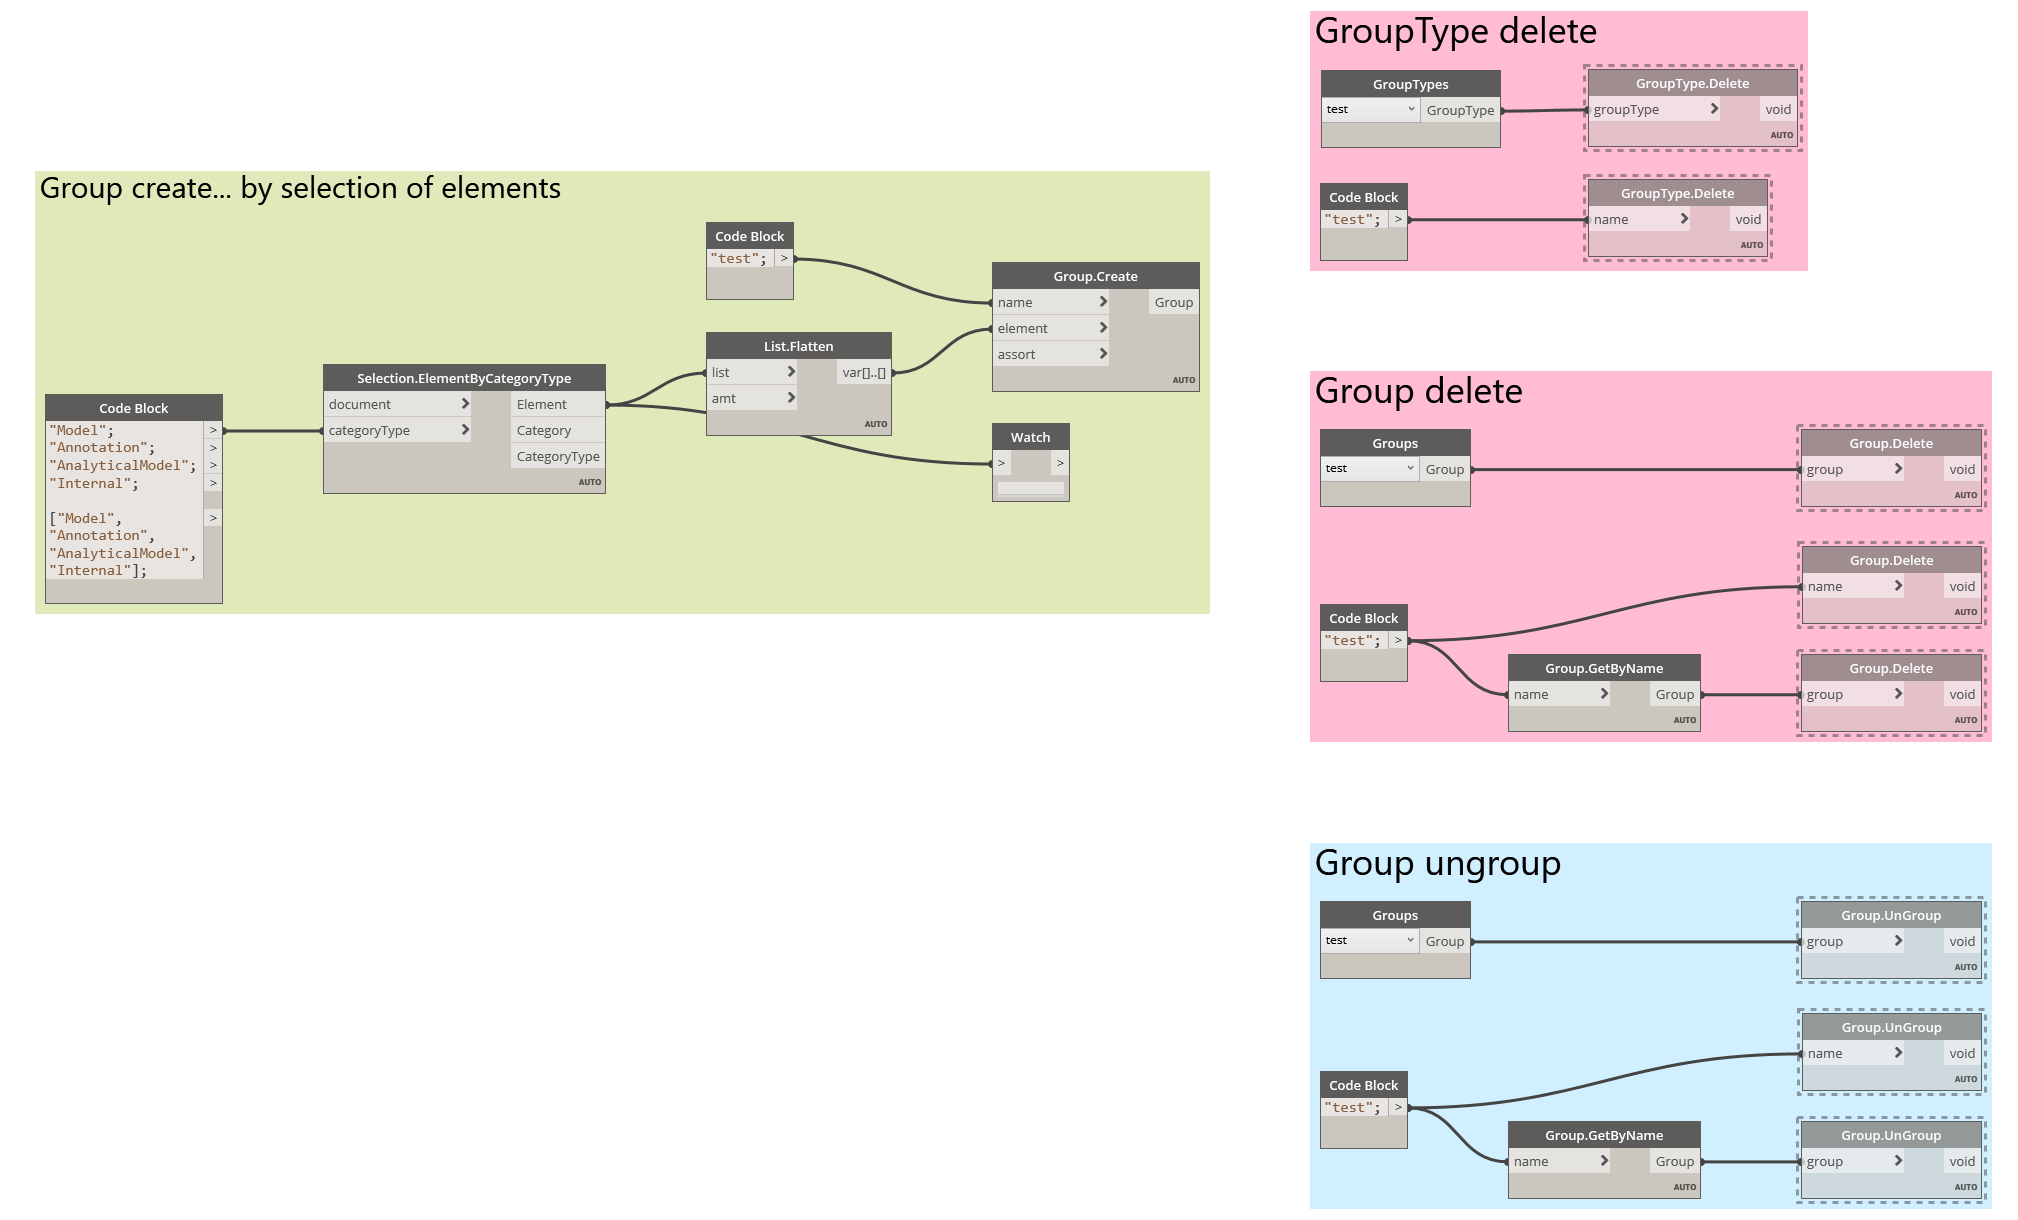 Group create... by selection of elements
Code Block
"Model"; >
"Annotation"; >
"AnalyticalModel"; >
"Internal"; >
["Model", >
"Annotation",
"AnalyticalModel",
"Internal"];
Selection.ElementByCategoryType
document > Element
categoryType > Category
CategoryType
AUTO
Code Block
"test"; >
List.Flatten
list > var[]..[]
amt >
AUTO
Group.Create
name > Group
element >
assort >
AUTO
Watch
> >
GroupType delete
GroupTypes
test GroupType
GroupType.Delete
groupType > void
AUTO
Code Block
"test"; >
GroupType.Delete
name > void
AUTO
Group delete
Groups
test Group
Group.Delete
group > void
AUTO
Group.Delete
name > void
AUTO
Code Block
"test"; >
Group.GetByName
name > Group
AUTO
Group.Delete
group > void
AUTO
Group ungroup
Groups
test Group
Group.UnGroup
group > void
AUTO
Group.UnGroup
name > void
AUTO
Code Block
"test"; >
Group.GetByName
name > Group
AUTO
Group.UnGroup
group > void
AUTO